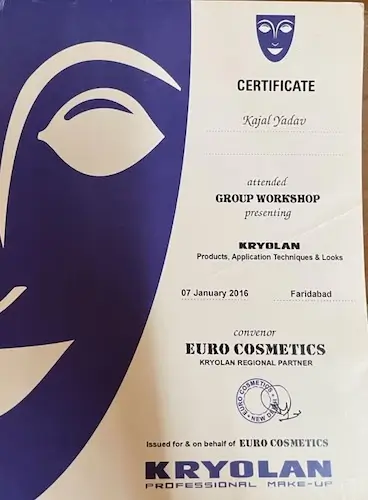 CERTIFICATE
Kajal Yadav
attended
GROUP WORKSHOP
presenting
KRYOLAN
Products, Application Techniques & Looks
07 January 2016 Faridabad
convenor
EURO COSMETICS
KRYOLAN REGIONAL PARTNER
EURO COSMETICS
NEW DELHI
Issued for & on behalf of EURO COSMETICS
KRYOLAN
PROFESSIONAL MAKE-UP